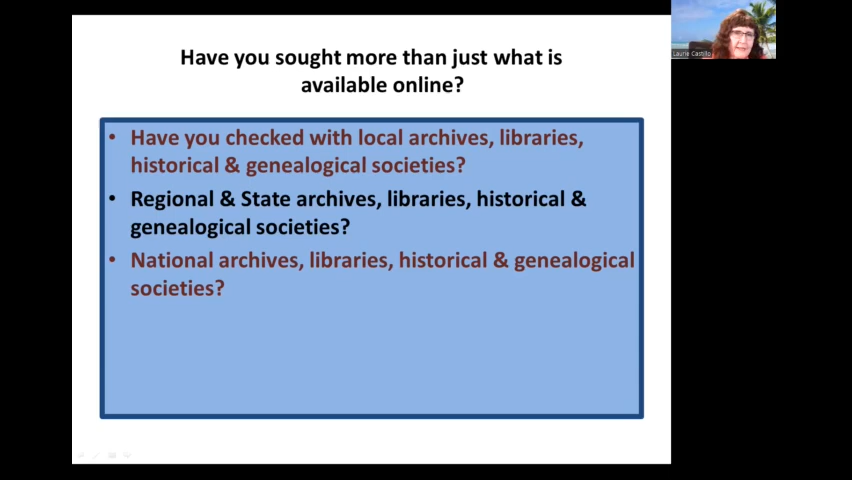 Have you sought more than just what is
available online?
Laurie Castillo
• Have you checked with local archives, libraries,
historical & genealogical societies?
• Regional & State archives, libraries, historical &
genealogical societies?
• National archives, libraries, historical & genealogical
societies?